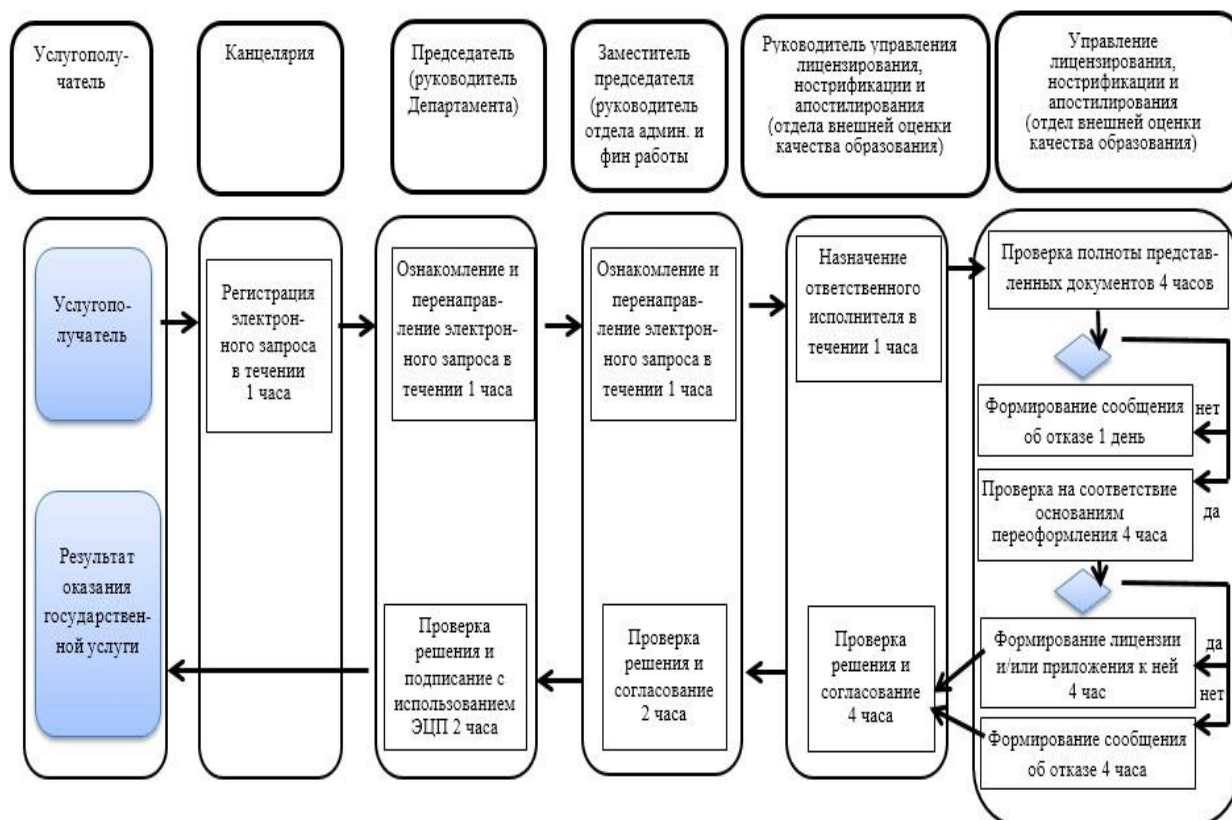 Услугополу-
чатель
Канцелярия
Председатель
(руководитель
Департамента)
Заместитель
председателя
(руководитель
отдела админ. и
фин работы
Руководитель управления
лицензирования,
нострификации и
апостилирования
(отдела внешней оценки
качества образования)
Управление
лицензирования,
нострификации и
апостилирования
(отдел внешней оценки
качества образования)
Услугопо-
лучатель
Регистрация
электрон-
ного запроса
в течении
1 часа
Ознакомление и
перенаправ-
ление электрон-
ного запроса в
течении 1 часа
Ознакомление и
перенаправ-
ление электрон-
ного запроса в
течении 1 часа
Назначение
ответственного
исполнителя в
течении 1 часа
Проверка полноты представ-
ленных документов 4 часов
Формирование сообщения
об отказе 1 день
нет
Проверка на соответствие
основаниям
переоформления 4 часа
да
Результат
оказания
государствен-
ной услуги
Проверка
решения и
подписание с
использованием
ЭЦП 2 часа
Проверка
решения и
согласование
2 часа
Проверка
решения и
согласование
4 часа
Формирование лицензии
и/или приложения к ней
4 час
да
нет
Формирование сообщения
об отказе 4 часа